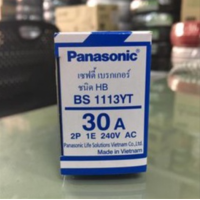 Panasonic
เซฟตี้ เบรกเกอร์
ชนิด HB
BS 1113YT
30 A
2P 1E 240V AC
Panasonic Life Solutions Vietnam Co.,Ltd.
Made in Vietnam